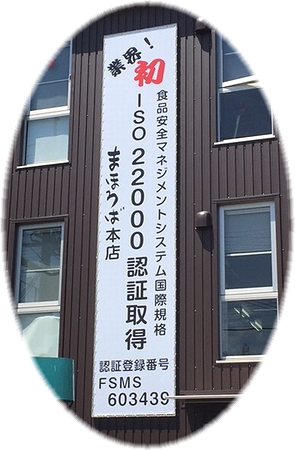 業界！初
食品安全マネジメントシステム国際規格
ISO 22000 認証取得
まほろば本店
認証登録番号
FSMS
603439